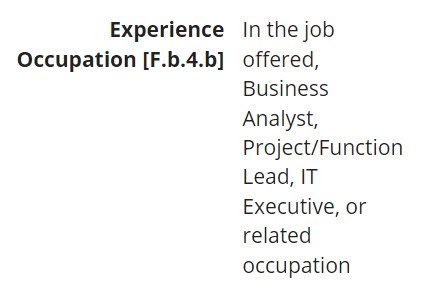 Experience
Occupation [F.b.4.b]
In the job
offered,
Business
Analyst,
Project/Function
Lead, IT
Executive, or
related
occupation